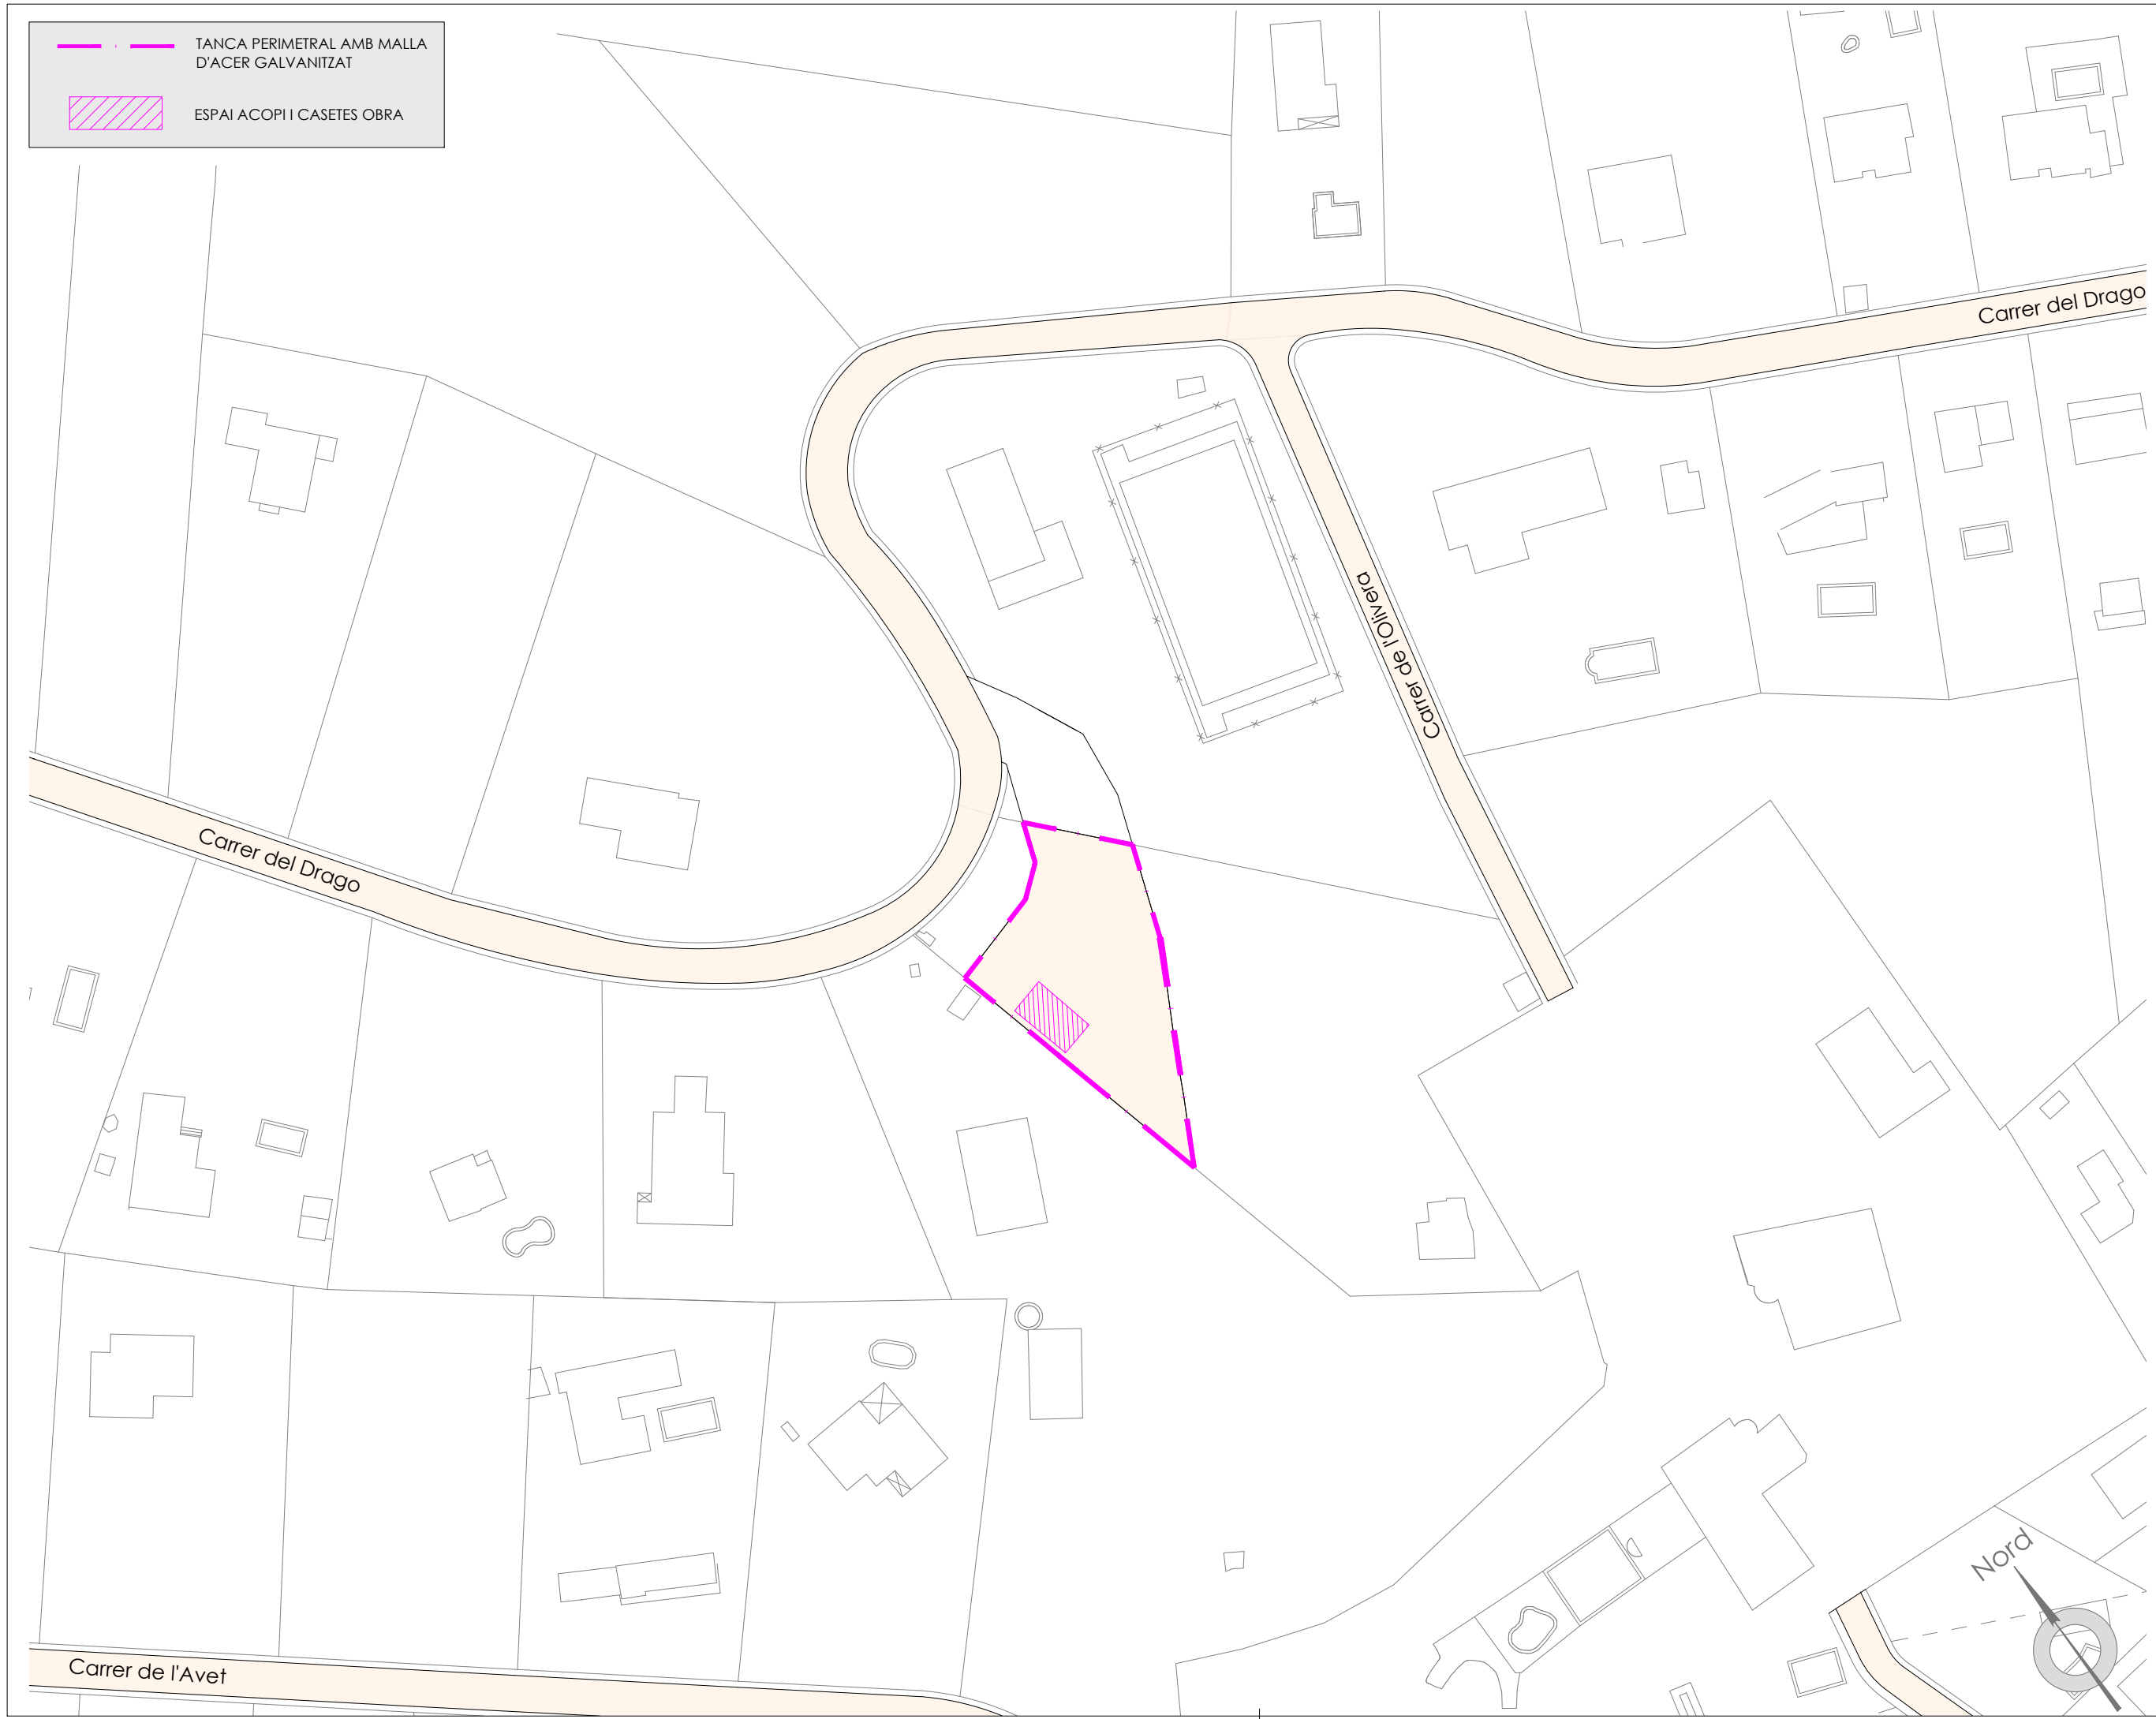 TANCA PERIMETRAL AMB MALLA
D'ACER GALVANITZAT
ESPAI ACOPI I CASETES OBRA
Carrer del Drago
Carrer de l'Olivera
Carrer del Drago
Nord
Carrer de l'Avet